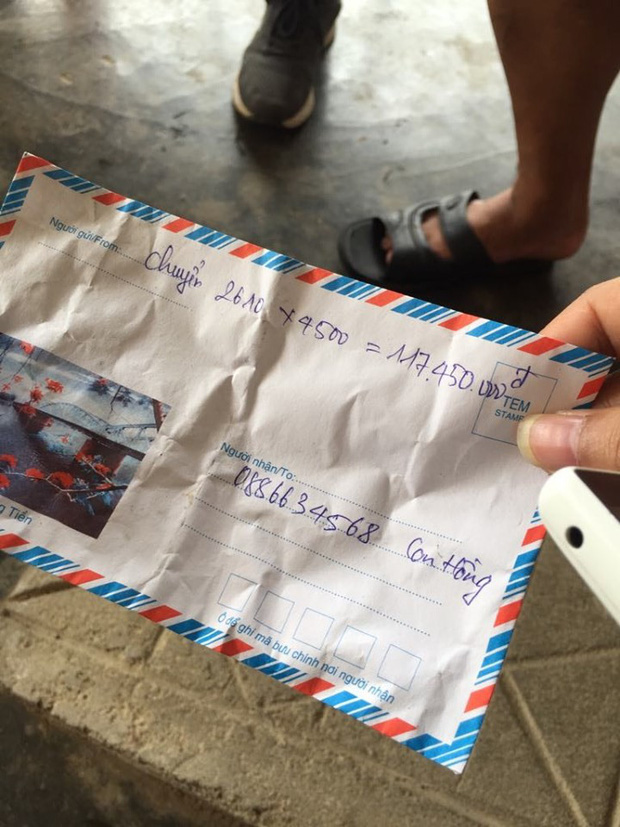 Người gửi/From:
Chuyển 2610 x 4500 = 117.450.000đ
TEM
STAMP
Người nhận/To:
0886634568 Con Hồng
g Tiền
Ô để ghi mã bưu chính nơi người nhận